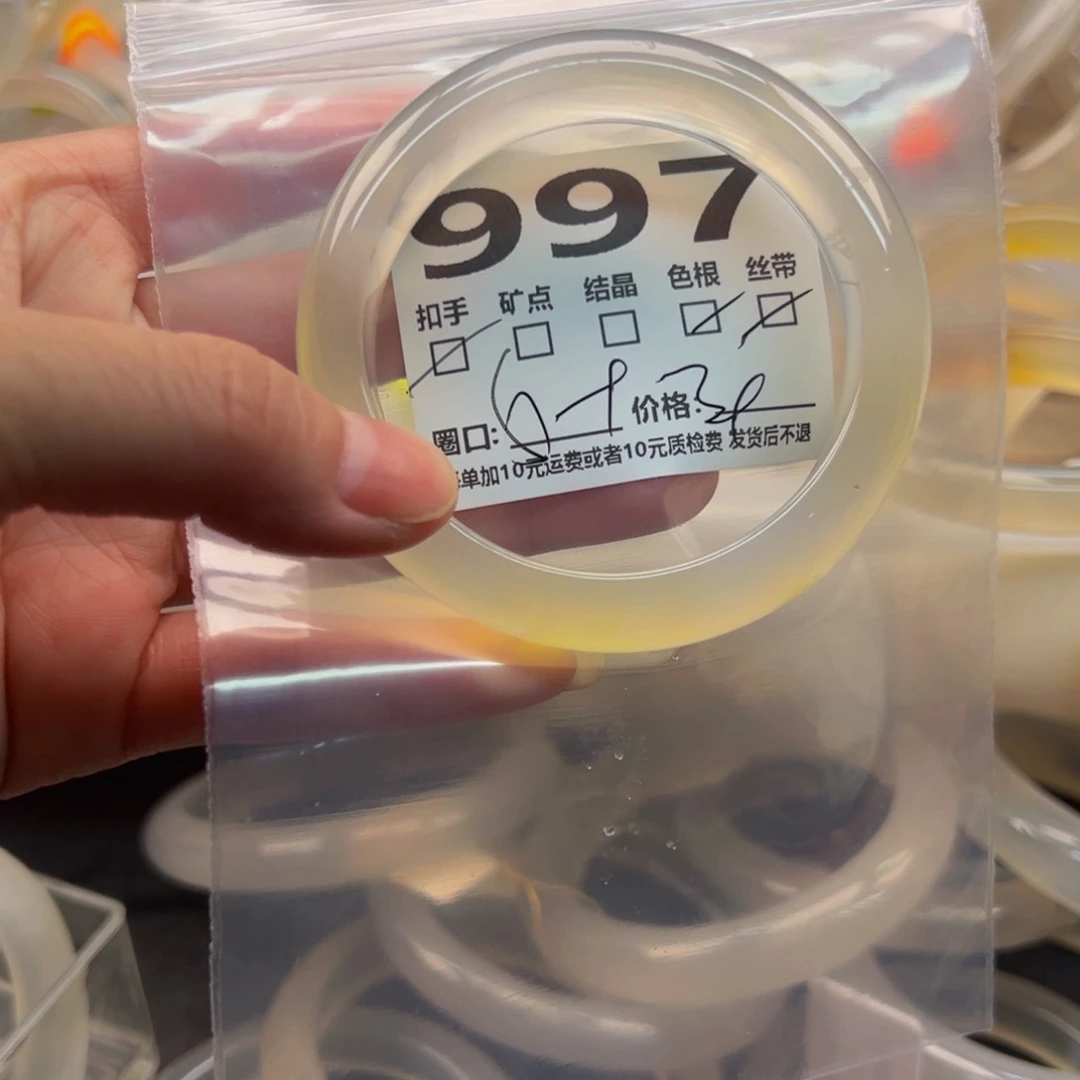 997
扣手 矿点 结晶 色根 丝带
圈口: 价格:
单加10元运费或者10元质检费 发货后不退